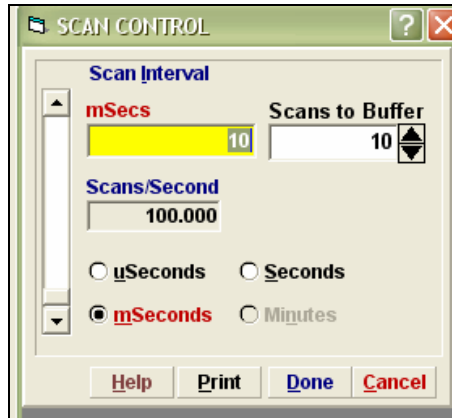 SCAN CONTROL
Scan Interval
mSecs Scans to Buffer
10 10
Scans/Second
100.000
uSeconds Seconds
mSeconds Minutes
Help Print Done Cancel